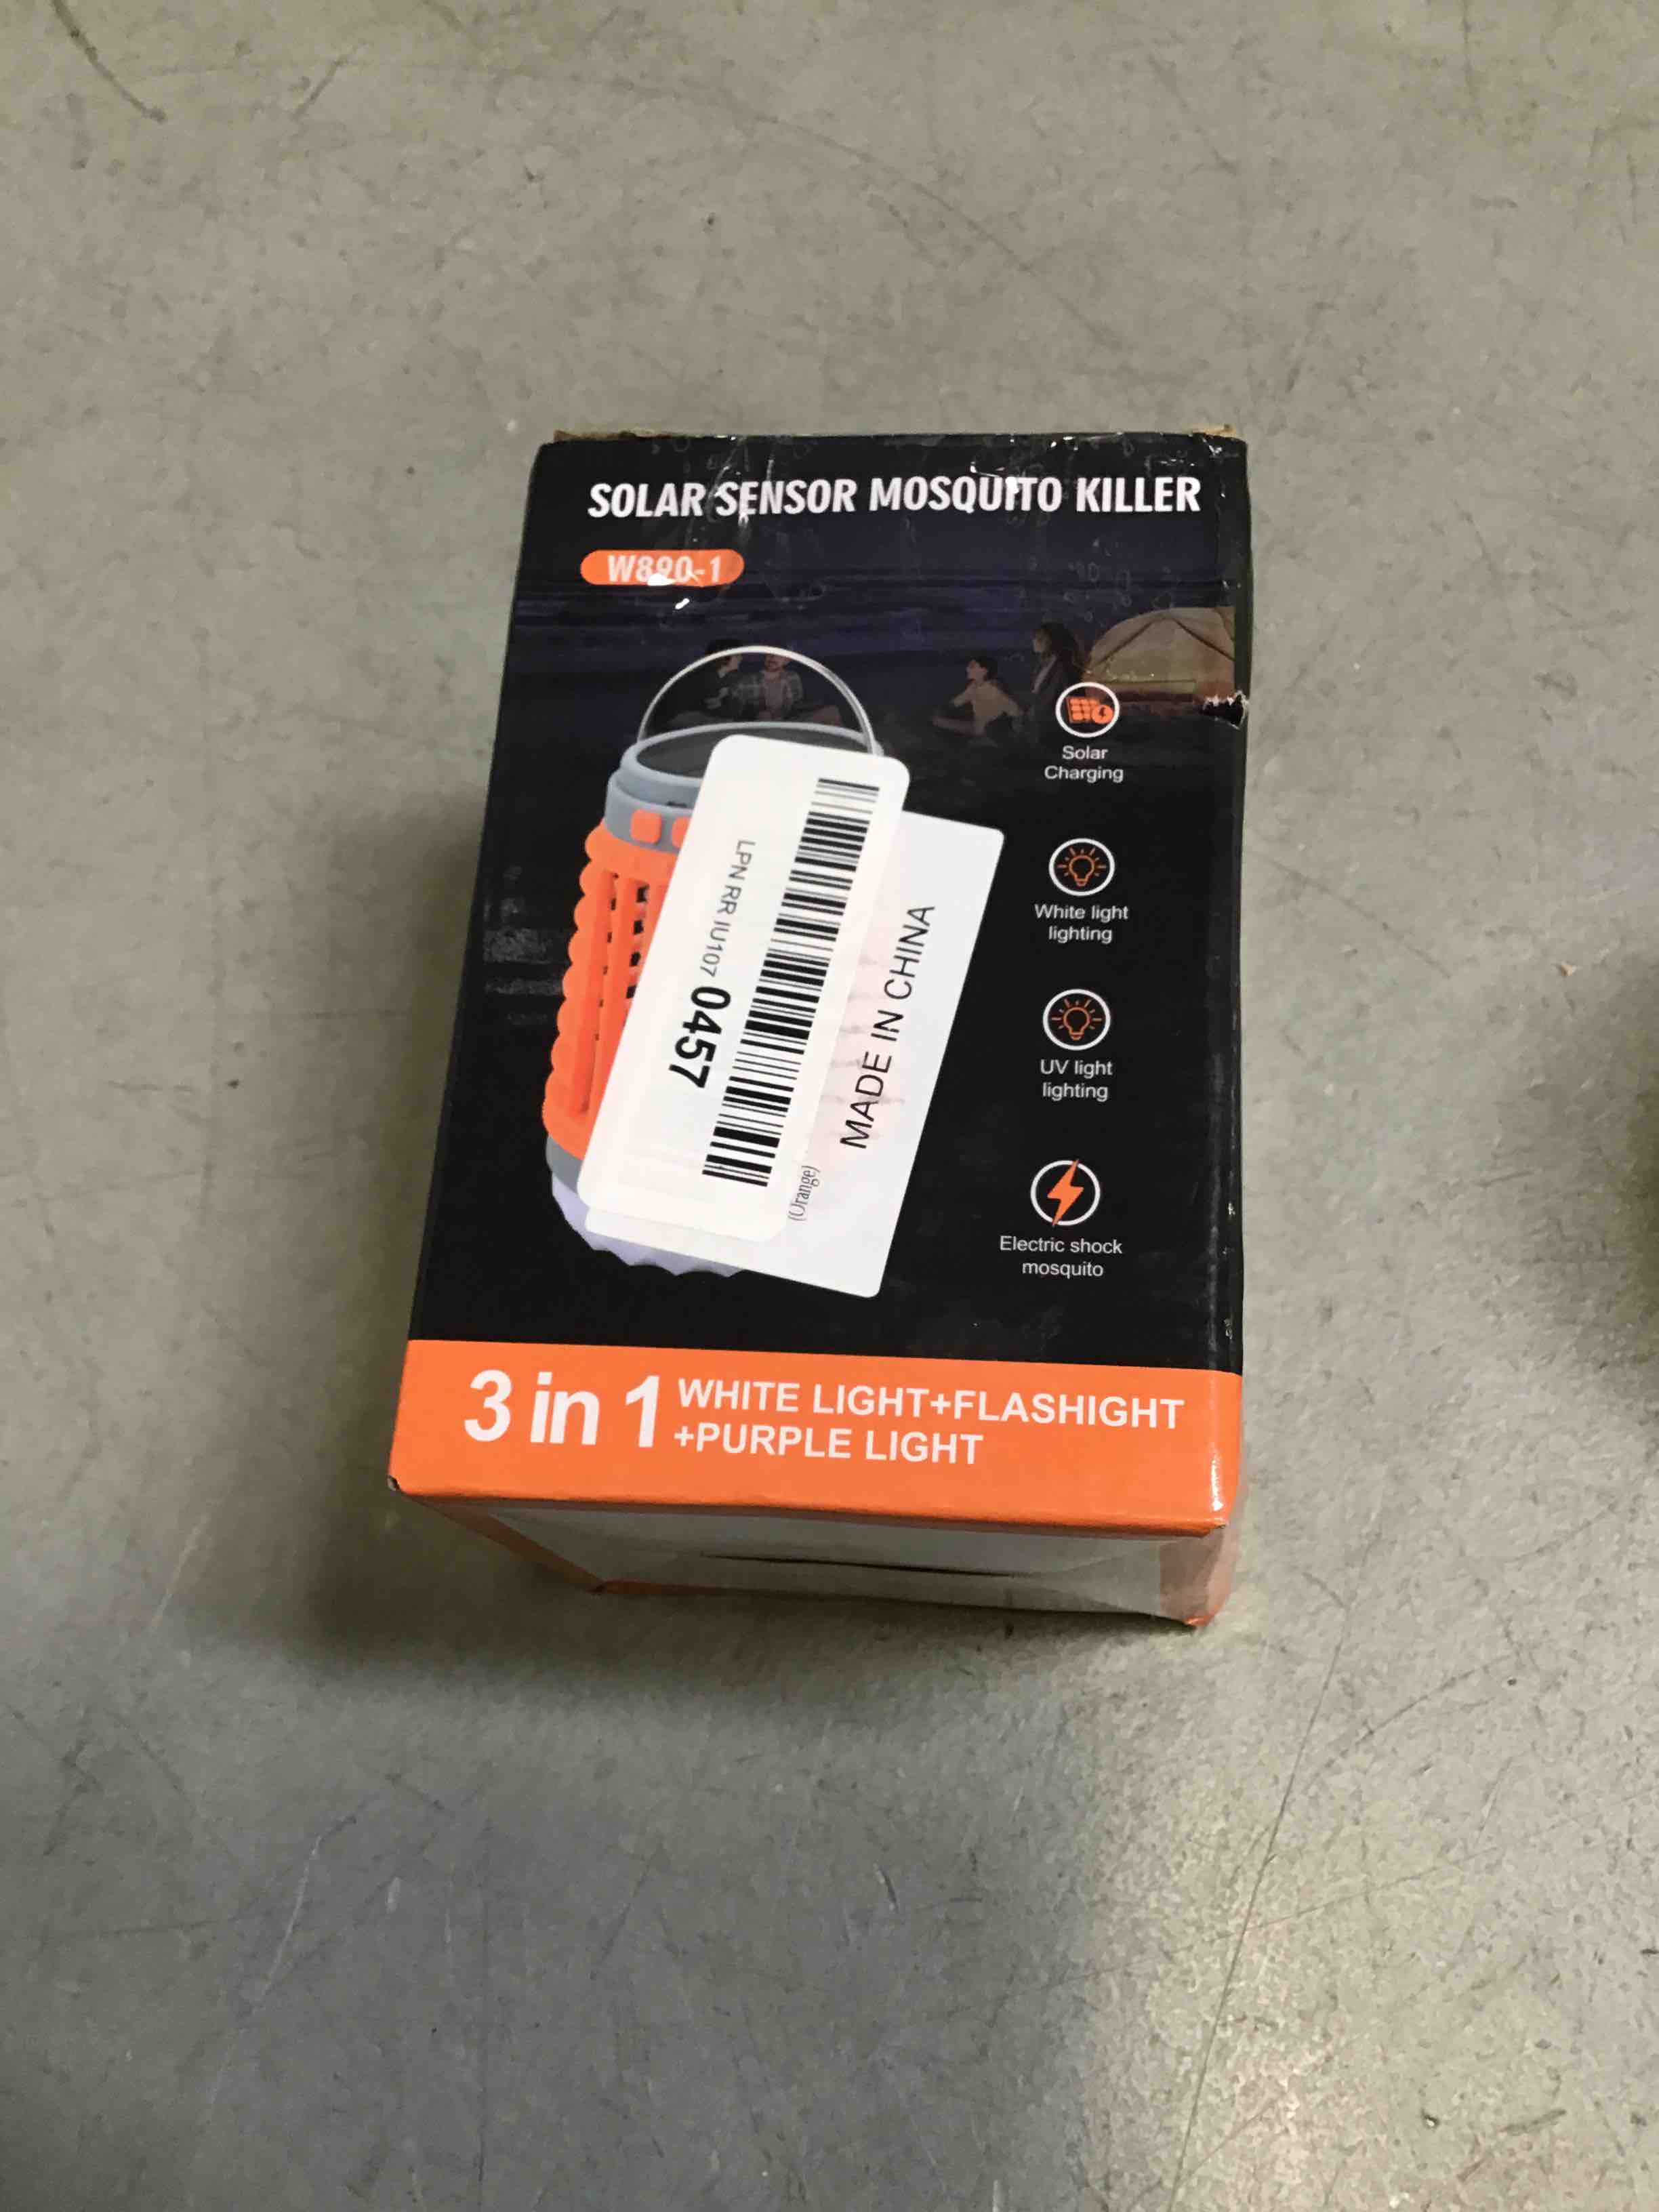 SOLAR SENSOR MOSQUITO KILLER
W890-1
Solar
Charging
White light
lighting
UV light
lighting
Electric shock
mosquito
LPN RR IU107 0457
MADE IN CHINA
(Orange)
3 in 1 WHITE LIGHT+FLASHIGHT
+PURPLE LIGHT